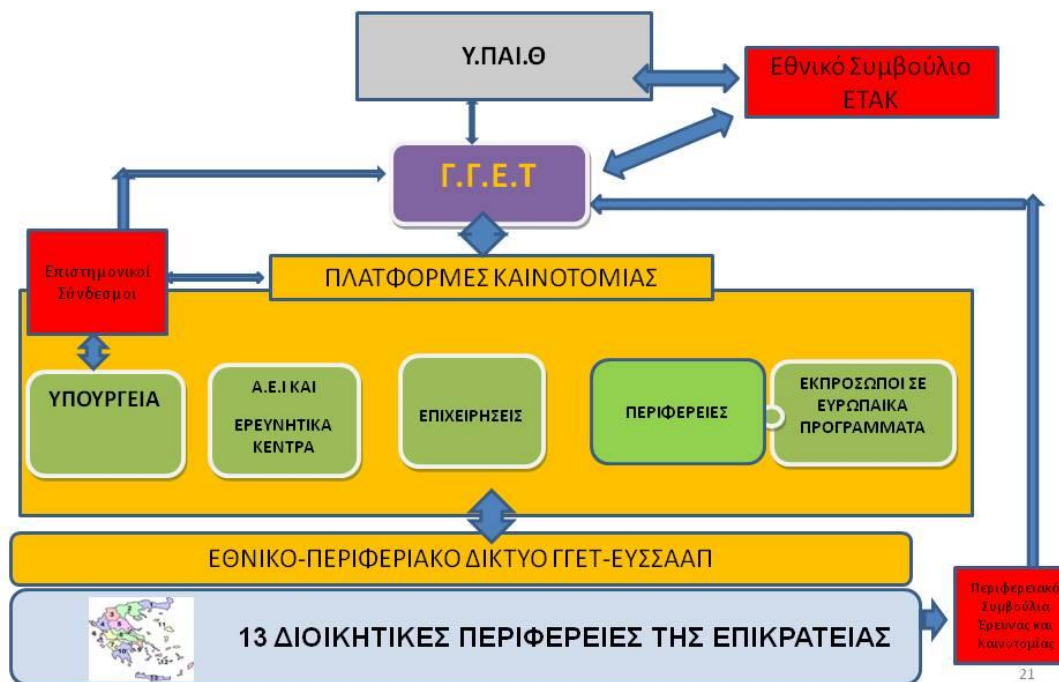 Υ.ΠΑΙ.Θ
Εθνικό Συμβούλιο
ΕΤΑΚ
Γ.Γ.Ε.Τ
Επιστημονικοί
Σύνδεσμοι
ΠΛΑΤΦΟΡΜΕΣ ΚΑΙΝΟΤΟΜΙΑΣ
ΥΠΟΥΡΓΕΙΑ
Α.Ε.Ι ΚΑΙ
ΕΡΕΥΝΗΤΙΚΑ
ΚΕΝΤΡΑ
ΕΠΙΧΕΙΡΗΣΕΙΣ
ΠΕΡΙΦΕΡΕΙΕΣ
ΕΚΠΡΟΣΩΠΟΙ ΣΕ
ΕΥΡΩΠΑΙΚΑ
ΠΡΟΓΡΑΜΜΑΤΑ
ΕΘΝΙΚΟ-ΠΕΡΙΦΕΡΙΑΚΟ ΔΙΚΤΥΟ ΓΓΕΤ-ΕΥΣΣΑΑΠ
13 ΔΙΟΙΚΗΤΙΚΕΣ ΠΕΡΙΦΕΡΕΙΕΣ ΤΗΣ ΕΠΙΚΡΑΤΕΙΑΣ
Περιφερειακά
Συμβούλια
Έρευνας και
Καινοτομίας
21